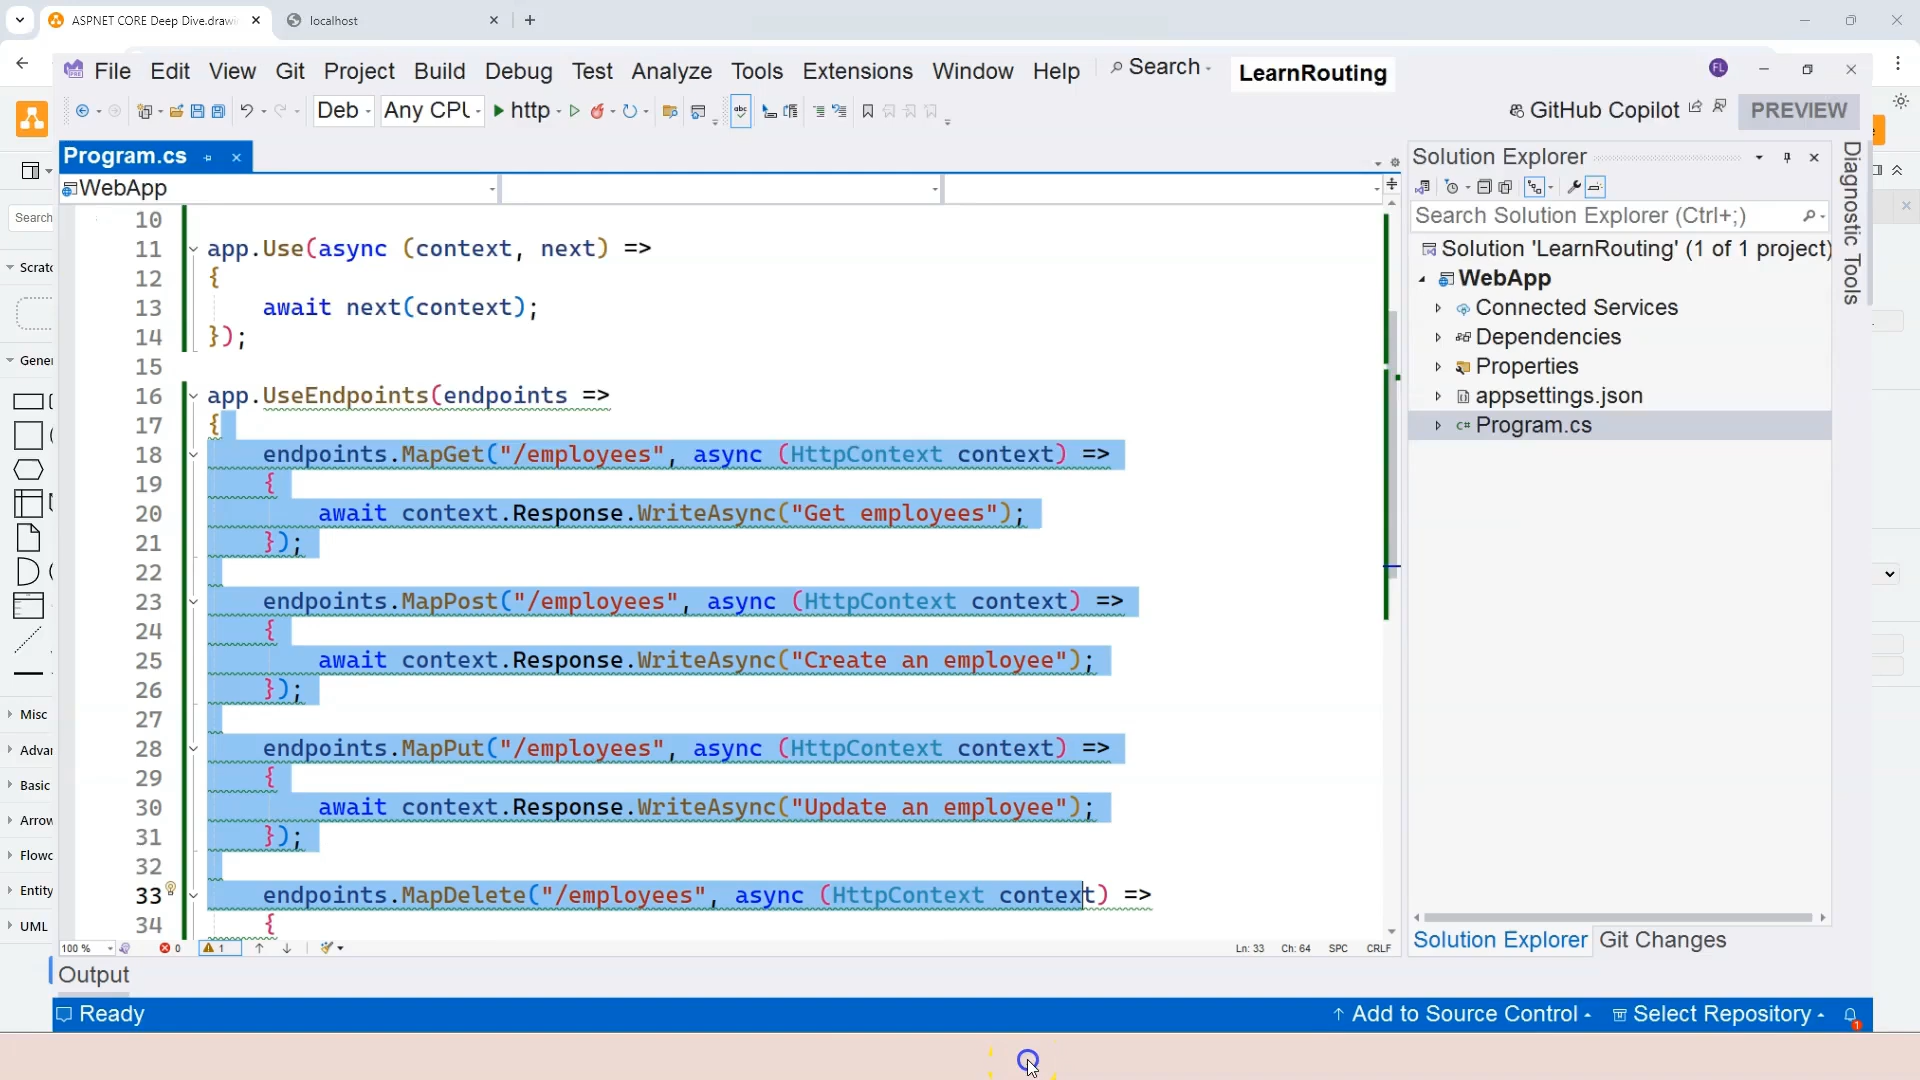 ASPNET CORE Deep Dive.drawi
localhost
File Edit View Git Project Build Debug Test Analyze Tools Extensions Window Help Search LearnRouting
FL
Deb Any CPU http GitHub Copilot PREVIEW
Program.cs
WebApp
10
11 app.Use(async (context, next) =>
12 {
13 await next(context);
14 });
15
16 app.UseEndpoints(endpoints =>
17 {
18 endpoints.MapGet("/employees", async (HttpContext context) =>
19 {
20 await context.Response.WriteAsync("Get employees");
21 });
22
23 endpoints.MapPost("/employees", async (HttpContext context) =>
24 {
25 await context.Response.WriteAsync("Create an employee");
26 });
27
28 endpoints.MapPut("/employees", async (HttpContext context) =>
29 {
30 await context.Response.WriteAsync("Update an employee");
31 });
32
33 endpoints.MapDelete("/employees", async (HttpContext context) =>
34 {
100 % 0 1 Ln: 33 Ch: 64 SPC CRLF
Output
Ready Add to Source Control Select Repository 1
Solution Explorer
Search Solution Explorer (Ctrl+;)
Solution 'LearnRouting' (1 of 1 project)
WebApp
Connected Services
Dependencies
Properties
appsettings.json
Program.cs
Solution Explorer Git Changes
Diagnostic Tools
Search
Scratc
Gener
Misc
Advan
Basic
Arrow
Flowc
Entity
UML